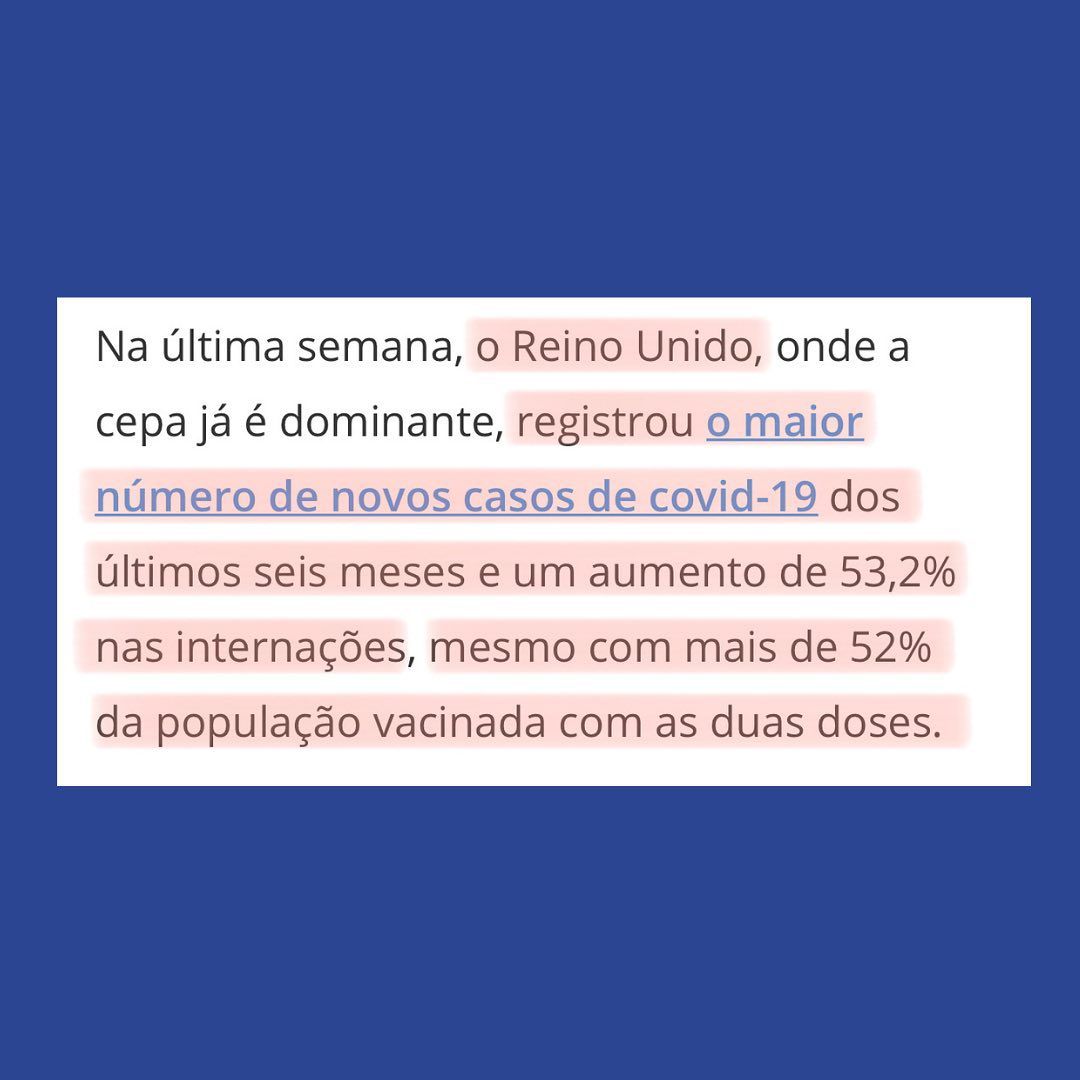 Na última semana, o Reino Unido, onde a
cepa já é dominante, registrou o maior
número de novos casos de covid-19 dos
últimos seis meses e um aumento de 53,2%
nas internações, mesmo com mais de 52%
da população vacinada com as duas doses.